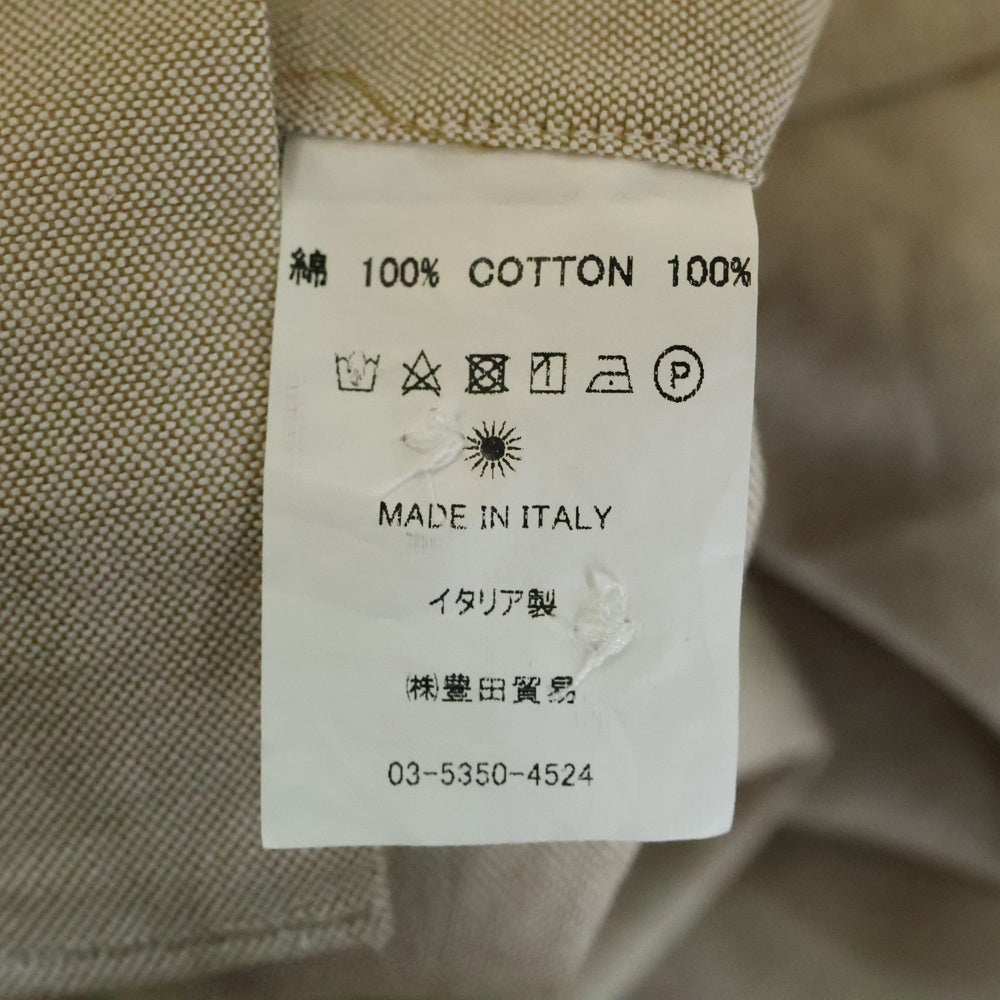 綿 100% COTTON 100%
P
MADE IN ITALY
イタリア製
㈱豊田貿易
03-5350-4524